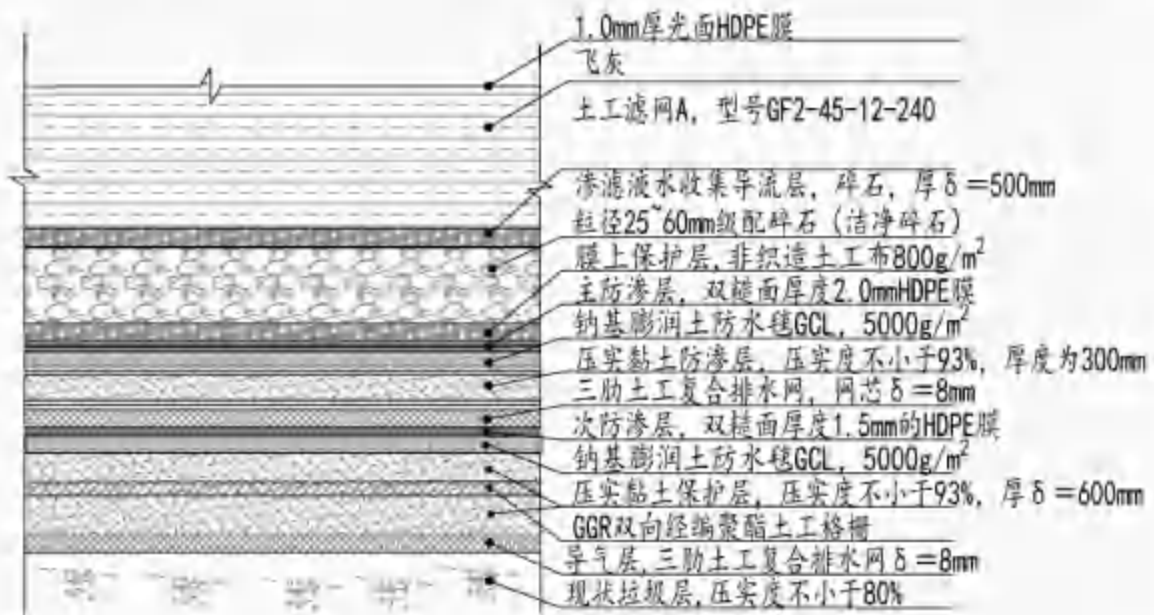 1.0mm厚光面HDPE膜
飞灰
土工滤网A, 型号GF2-45-12-240
渗滤液水收集导流层, 碎石, 厚δ=500mm
粒径25~60mm级配碎石 (洁净碎石)
膜上保护层,非织造土工布800g/m²
主防渗层, 双糙面厚度2.0mmHDPE膜
钠基膨润土防水毯GCL, 5000g/m²
压实黏土防渗层, 压实度不小于93%, 厚度为300mm
三肋土工复合排水网, 网芯δ=8mm
次防渗层, 双糙面厚度1.5mm的HDPE膜
钠基膨润土防水毯GCL, 5000g/m²
压实黏土保护层, 压实度不小于93%, 厚δ=600mm
GGR双向经编聚酯土工格栅
导气层,三肋土工复合排水网δ=8mm
现状垃圾层,压实度不小于80%